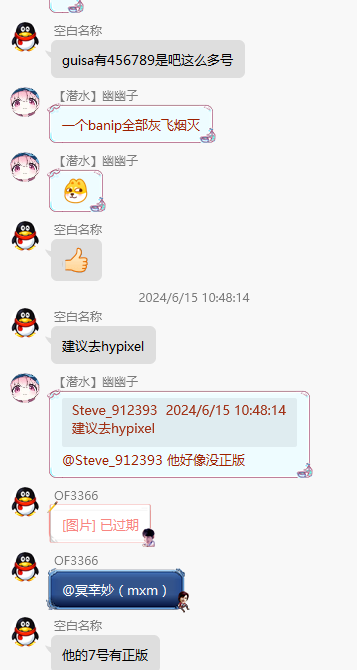 空白名称
guisa有456789是吧这么多号
【潜水】幽幽子
一个banip全部灰飞烟灭
【潜水】幽幽子
空白名称
2024/6/15 10:48:14
空白名称
建议去hypixel
【潜水】幽幽子
Steve_912393 2024/6/15 10:48:14
建议去hypixel
@Steve_912393 他好像没正版
OF3366
[图片] 已过期
OF3366
@冥幸妙（mxm）
空白名称
他的7号有正版